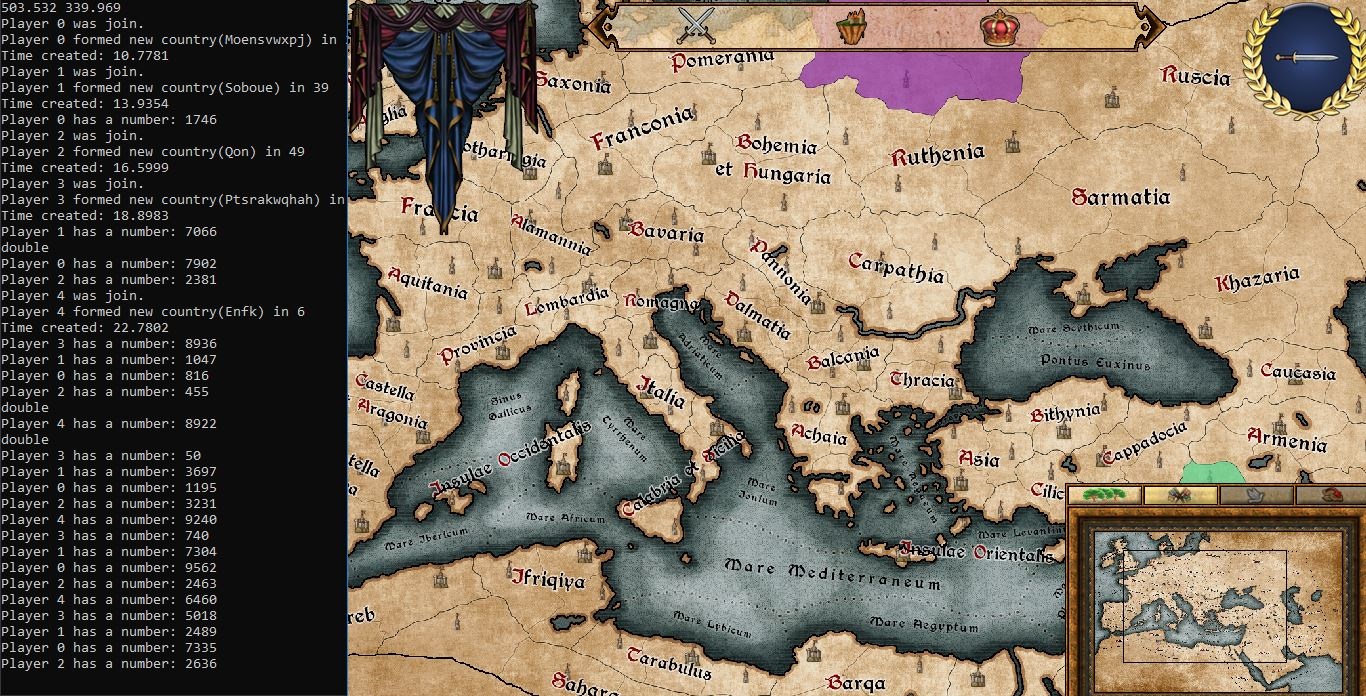 503.532 339.969
Player 0 was join.
Player 0 formed new country(Moensvwxpj) in
Time created: 10.7781
Player 1 was join.
Player 1 formed new country(Soboue) in 39
Time created: 13.9354
Player 0 has a number: 1746
Player 2 was join.
Player 2 formed new country(Qon) in 49
Time created: 16.5999
Player 3 was join.
Player 3 formed new country(Ptsrakwqhah) in
Time created: 18.8983
Player 1 has a number: 7066
double
Player 0 has a number: 7902
Player 2 has a number: 2381
Player 4 was join.
Player 4 formed new country(Enfk) in 6
Time created: 22.7802
Player 3 has a number: 8936
Player 1 has a number: 1047
Player 0 has a number: 816
Player 2 has a number: 455
double
Player 4 has a number: 8922
double
Player 3 has a number: 50
Player 1 has a number: 3697
Player 0 has a number: 1195
Player 2 has a number: 3231
Player 4 has a number: 9240
Player 3 has a number: 740
Player 1 has a number: 7304
Player 0 has a number: 9562
Player 2 has a number: 2463
Player 4 has a number: 6460
Player 3 has a number: 5018
Player 1 has a number: 2489
Player 0 has a number: 7335
Player 2 has a number: 2636
Pomerania
Saxonia
Ruscia
glia
Franconia
Bohemia
et Hungaria
otharingia
Ruthenia
Sarmatia
Francia
Alamannia
Bavaria
Pannonia
Carpathia
Khazaria
Aquitania
Lombardia
Romagna
Dalmatia
Mare Scythicum
Pontus Euxinus
Provincia
Mare
Adriaticum
Balcania
Thracia
Caucasia
Castella
Aragonia
Sinus
Gallicus
Italia
Mare
Tyrrhenum
Bithynia
Achaia
Cappadocia
Armenia
Insulae Occidentalis
Calabria et Sicilia
Asia
tella
a
Mare
Ionium
Cilic
Mare Africum
Mare Ibericum
Mare Levantiu
Insulae Orientalis
Ifriqiya
Mare Mediterraneum
reb
Mare Lybicum
Mare Aegyptum
Tarabulus
Sahara
Barqa